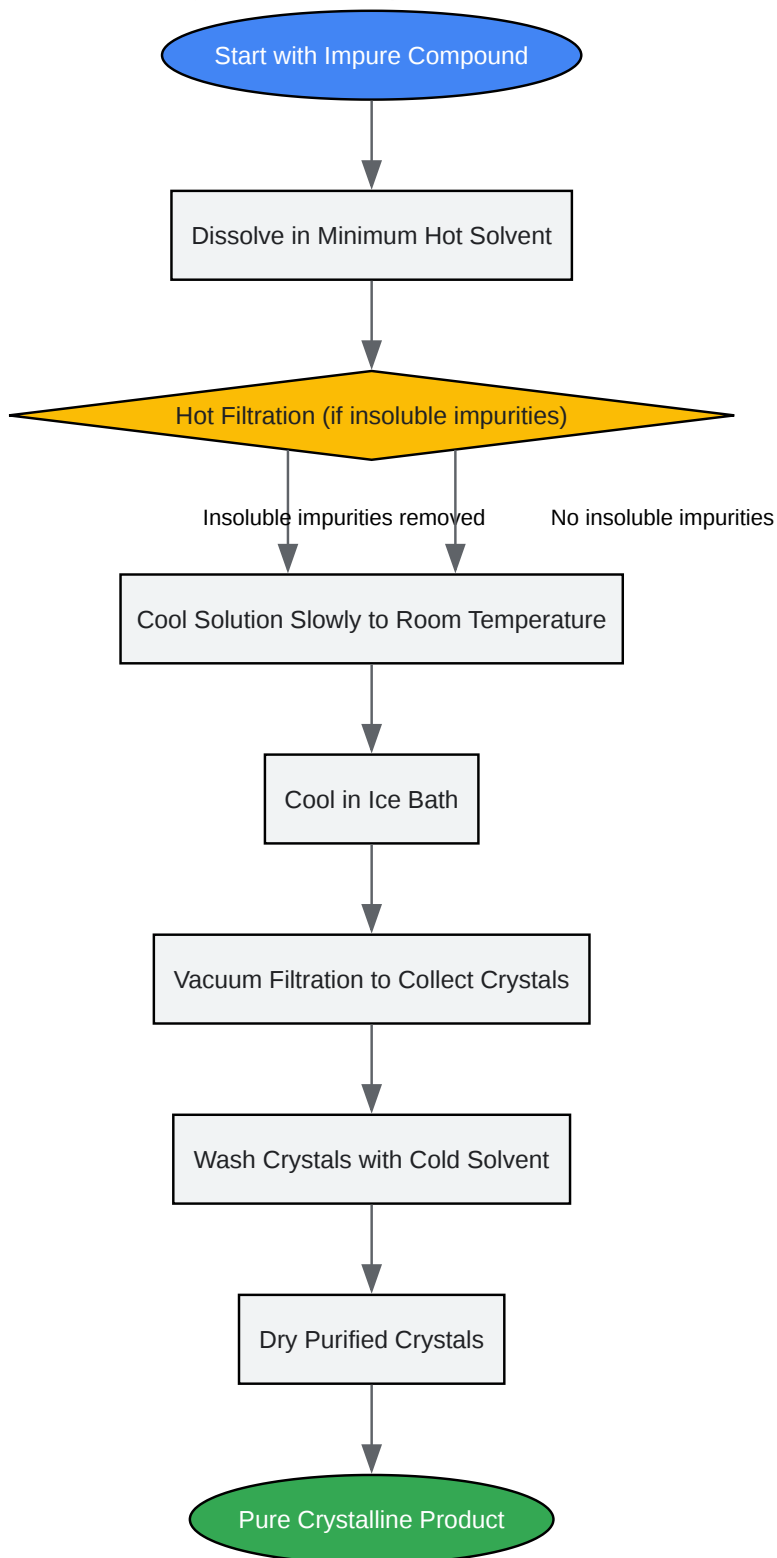 Start with Impure Compound
Dissolve in Minimum Hot Solvent
Hot Filtration (if insoluble impurities)
Insoluble impurities removed
No insoluble impurities
Cool Solution Slowly to Room Temperature
Cool in Ice Bath
Vacuum Filtration to Collect Crystals
Wash Crystals with Cold Solvent
Dry Purified Crystals
Pure Crystalline Product